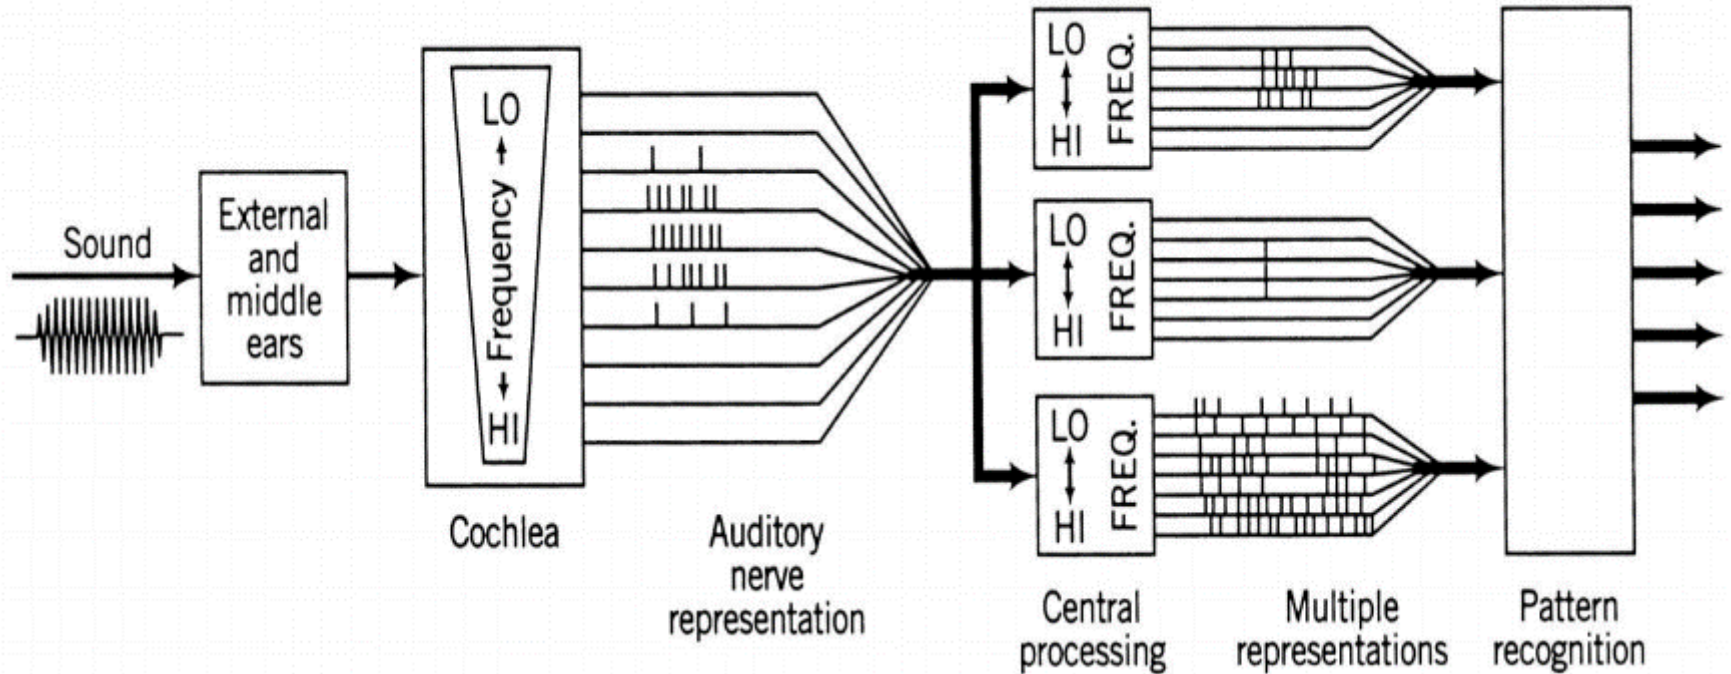 Sound
External
and
middle
ears
LO
Frequency
HI
Cochlea
Auditory
nerve
representation
LO
HI
FREQ.
LO
HI
FREQ.
LO
HI
FREQ.
Central
processing
Multiple
representations
Pattern
recognition